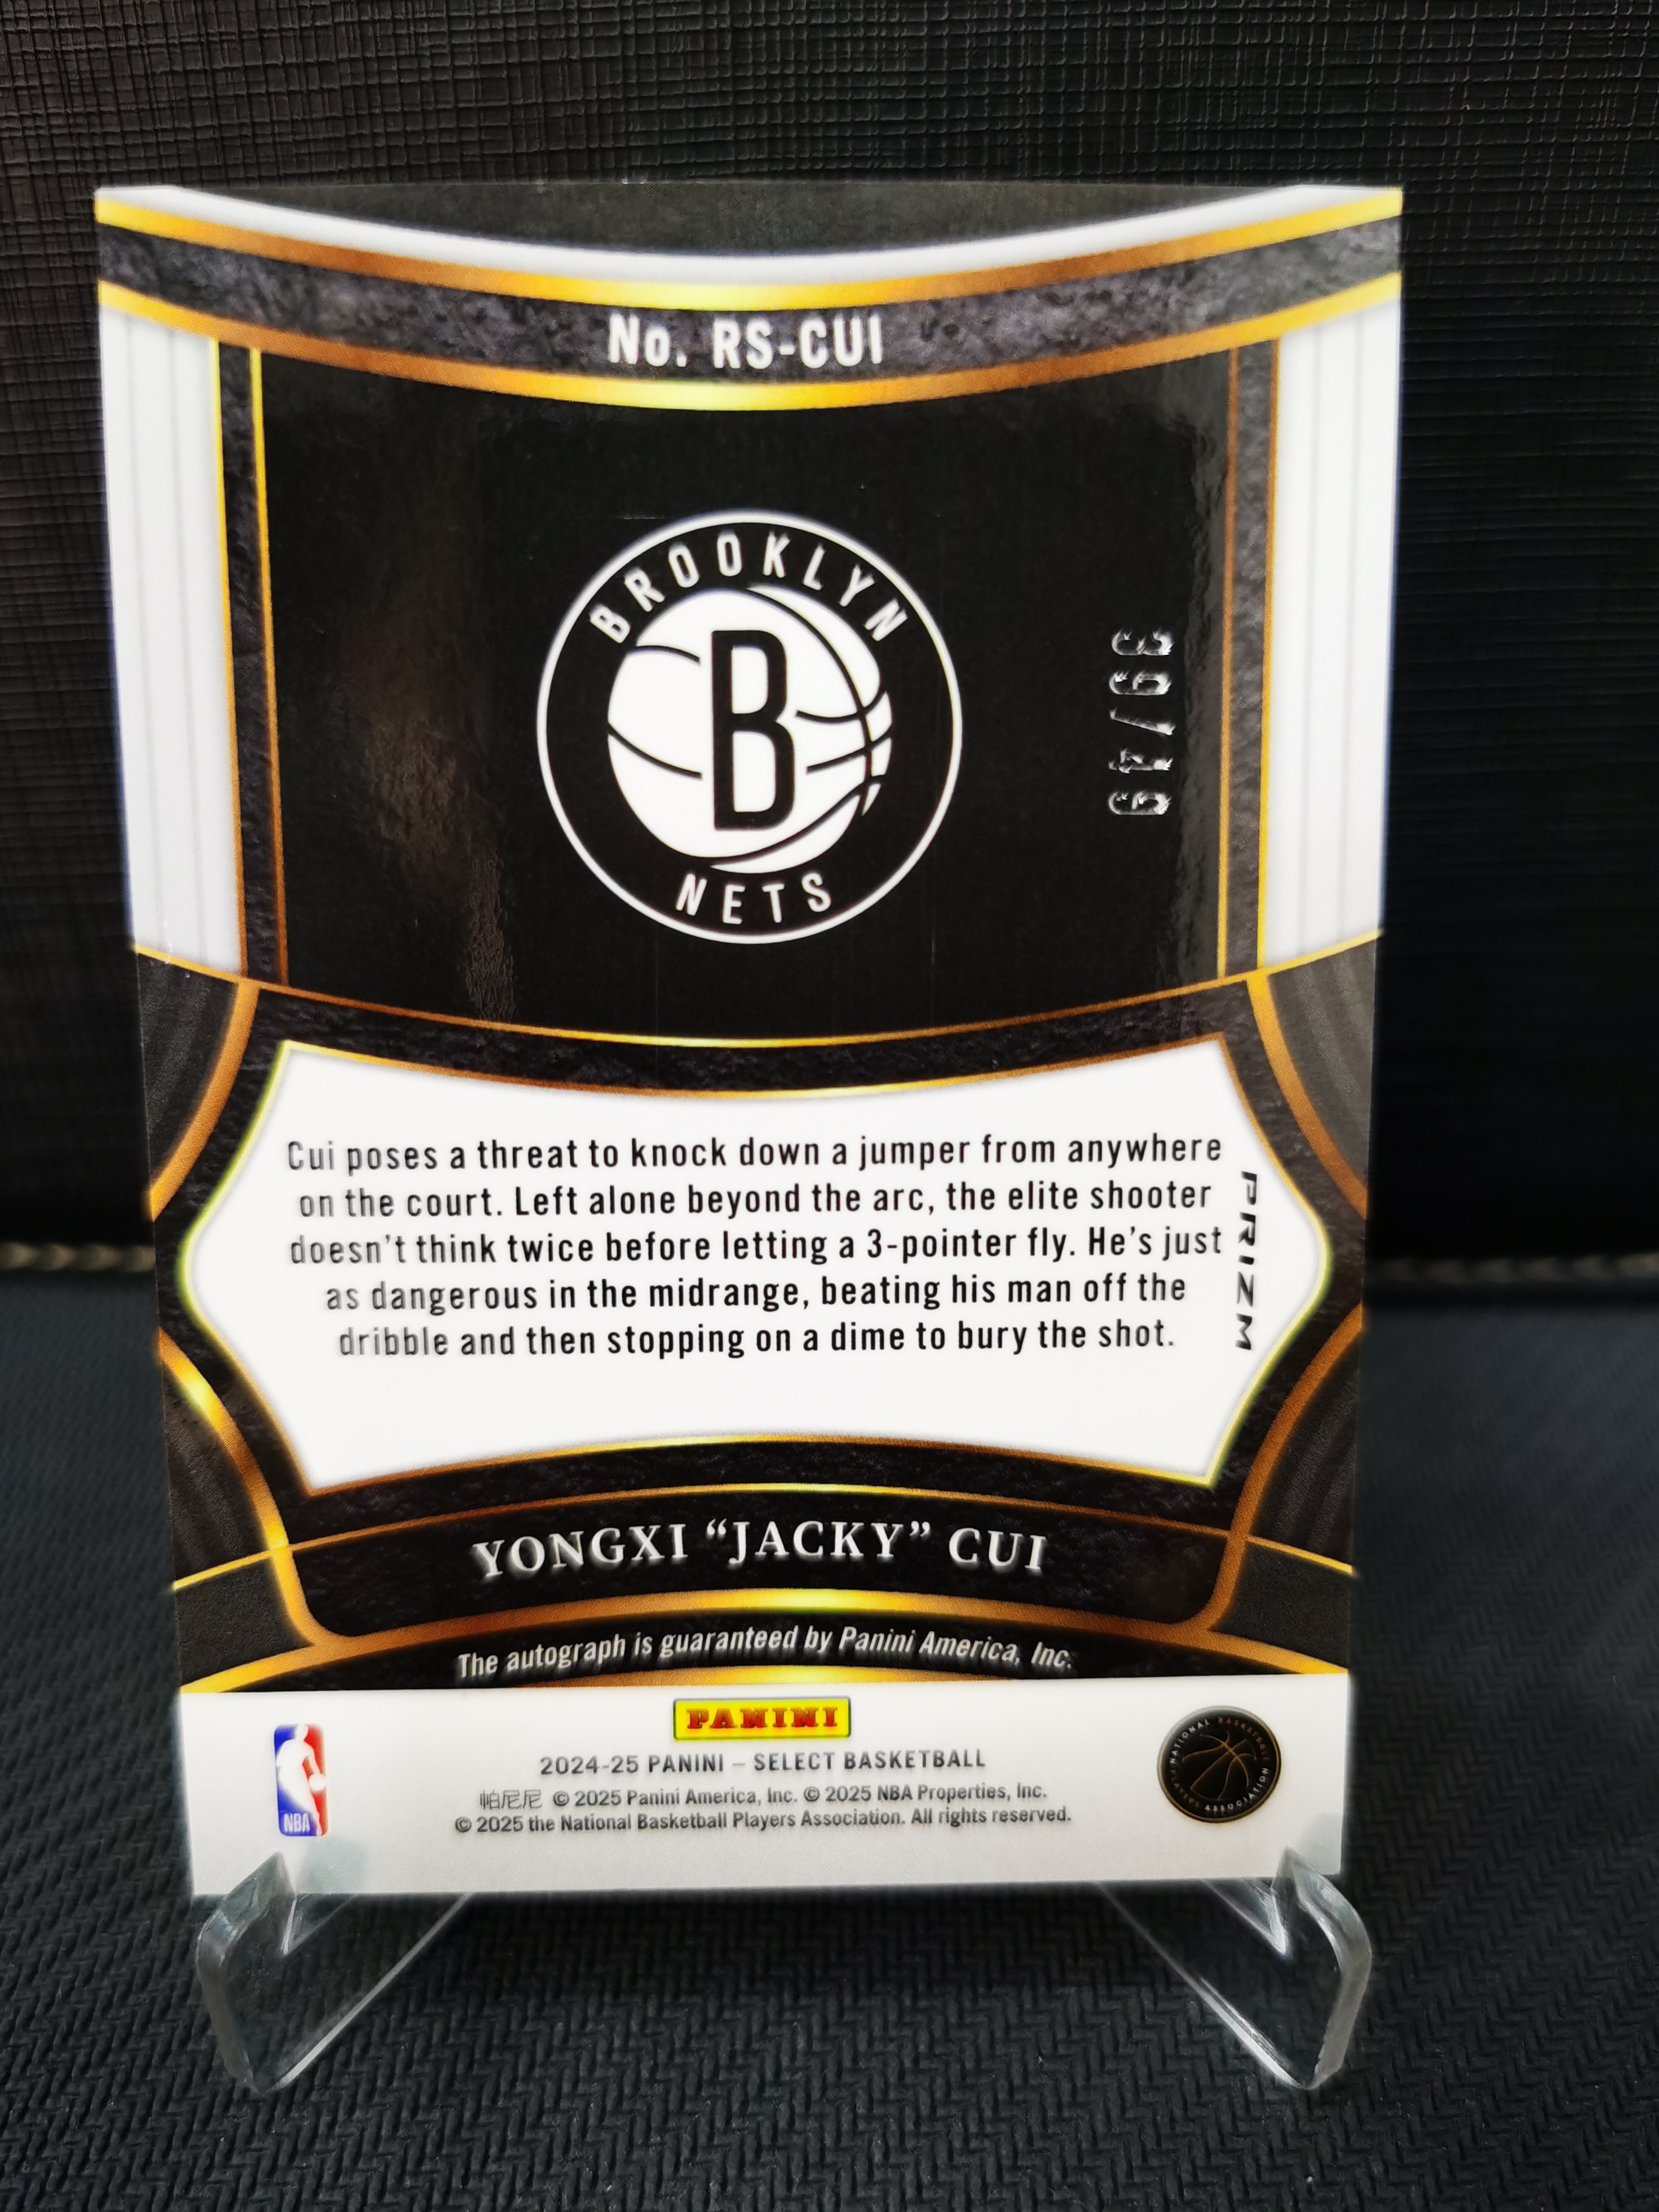 No. RS-CUI
BROOKLYN
B
NETS
39/49
Cui poses a threat to knock down a jumper from anywhere
on the court. Left alone beyond the arc, the elite shooter
doesn't think twice before letting a 3-pointer fly. He's just
as dangerous in the midrange, beating his man off the
dribble and then stopping on a dime to bury the shot.
PRIZM
YONGXI “JACKY” CUI
The autograph is guaranteed by Panini America, Inc.
PANINI
NBA
2024-25 PANINI – SELECT BASKETBALL
帕尼尼 © 2025 Panini America, Inc. © 2025 NBA Properties, Inc.
© 2025 the National Basketball Players Association. All rights reserved.
NATIONAL BASKETBALL
PLAYERS ASSOCIATION